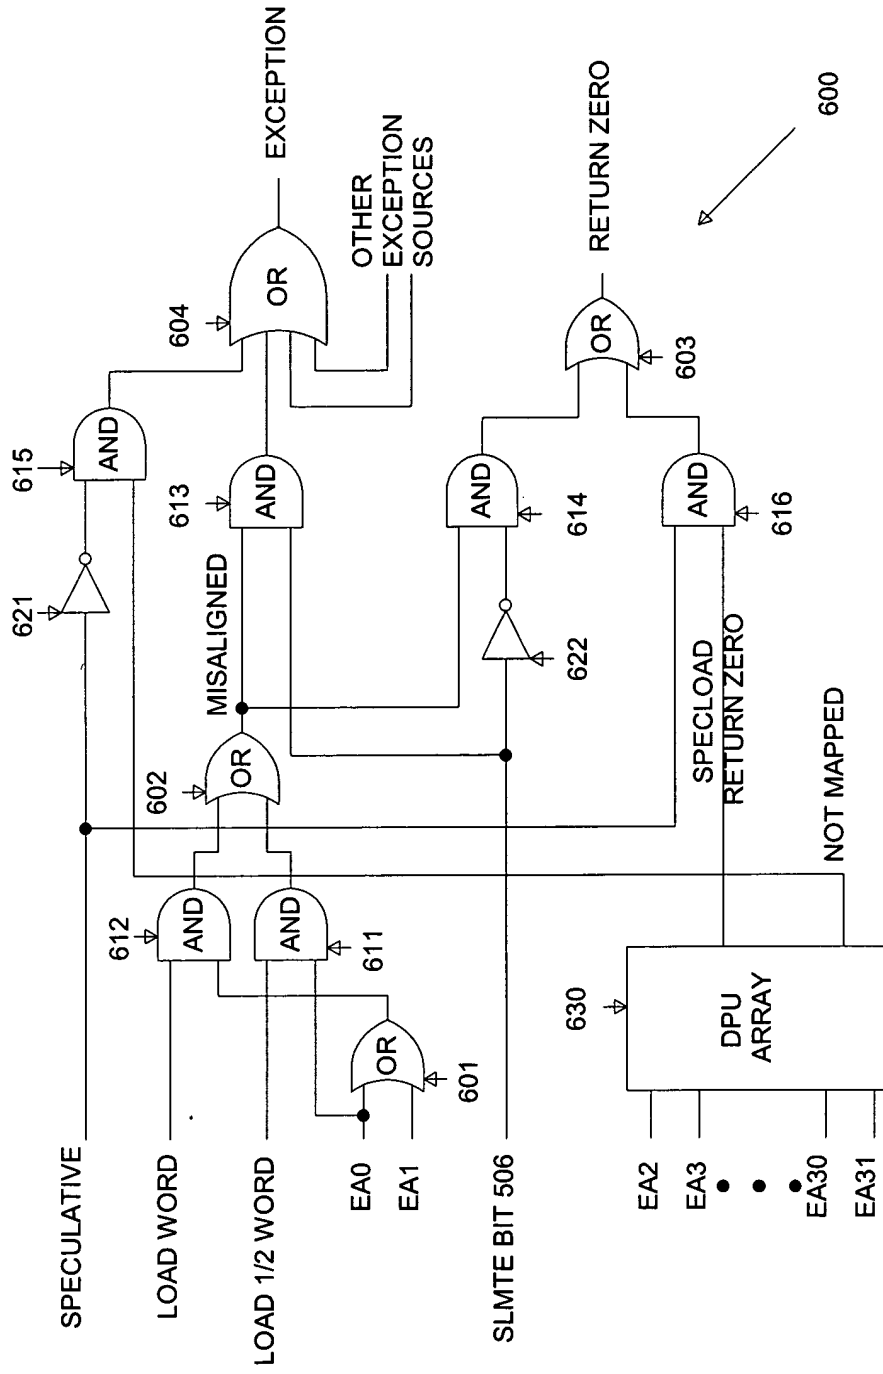 SPECULATIVE
LOAD WORD
LOAD 1/2 WORD
EA0
EA1
SLMTE BIT 506
EA2
EA3
EA30
EA31
OR
601
612
AND
AND
611
630
DPU
ARRAY
602
OR
MISALIGNED
621
622
SPECLOAD
RETURN ZERO
NOT MAPPED
615
AND
613
AND
AND
614
AND
616
604
OR
EXCEPTION
OTHER
EXCEPTION
SOURCES
OR
603
RETURN ZERO
600